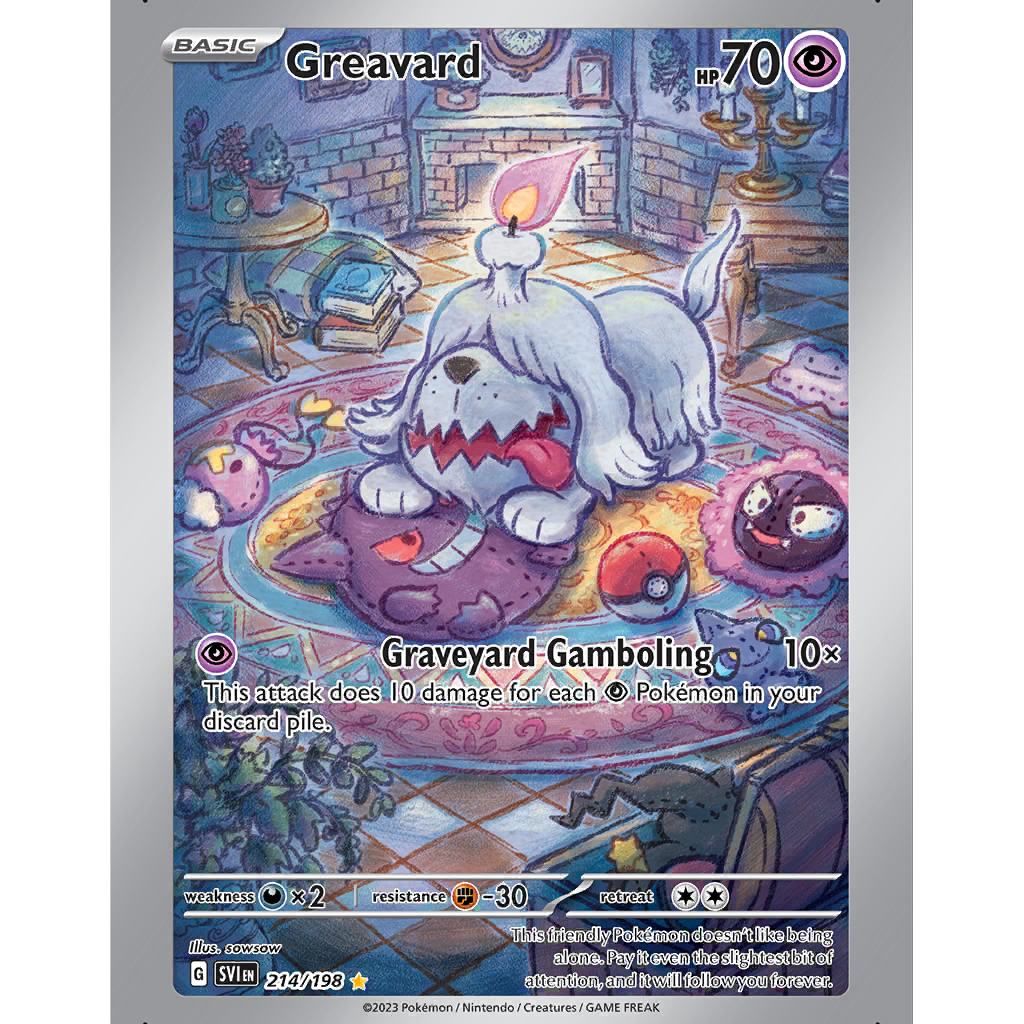 BASIC Greavard HP 70
Graveyard Gamboling 10×
This attack does 10 damage for each Pokémon in your
discard pile.
weakness ×2 resistance -30 retreat
This friendly Pokémon doesn't like being
alone. Pay it even the slightest bit of
attention, and it will follow you forever.
Illus. sowsow
G SVI EN 214/198
©2023 Pokémon / Nintendo / Creatures / GAME FREAK